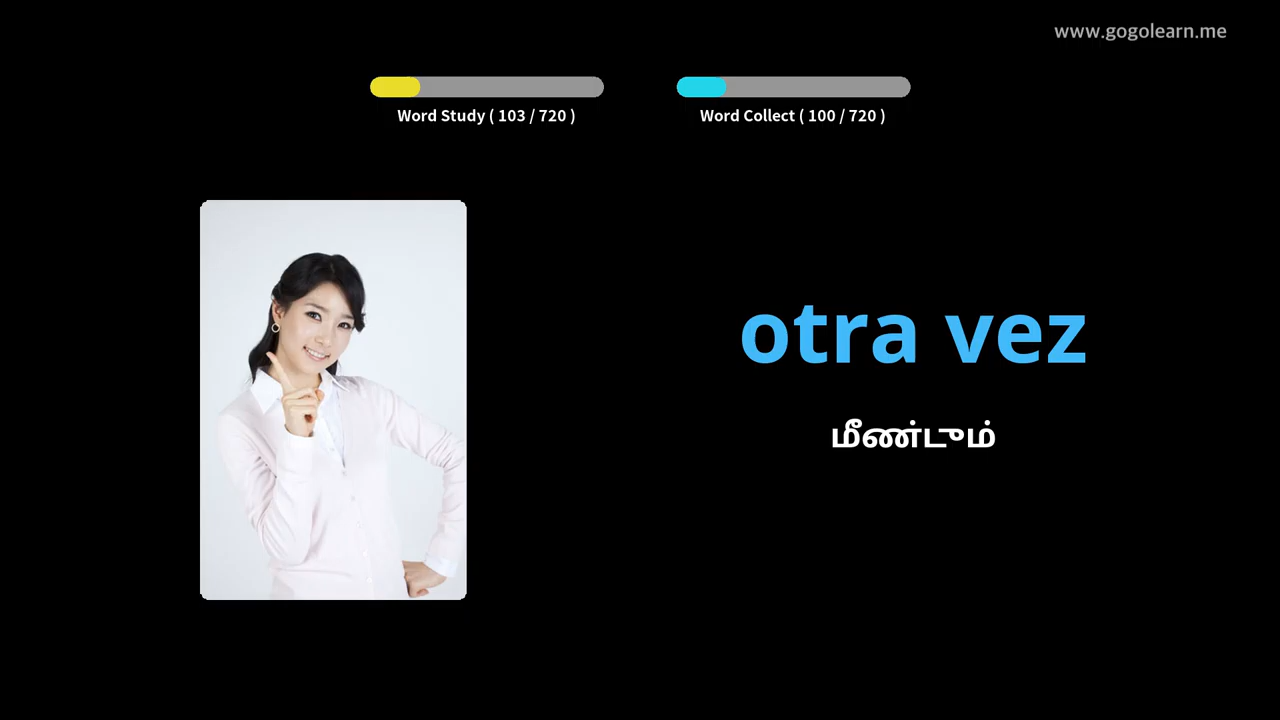 www.gogolearn.me
Word Study ( 103 / 720 )
Word Collect ( 100 / 720 )
otra vez
மீண்டும்